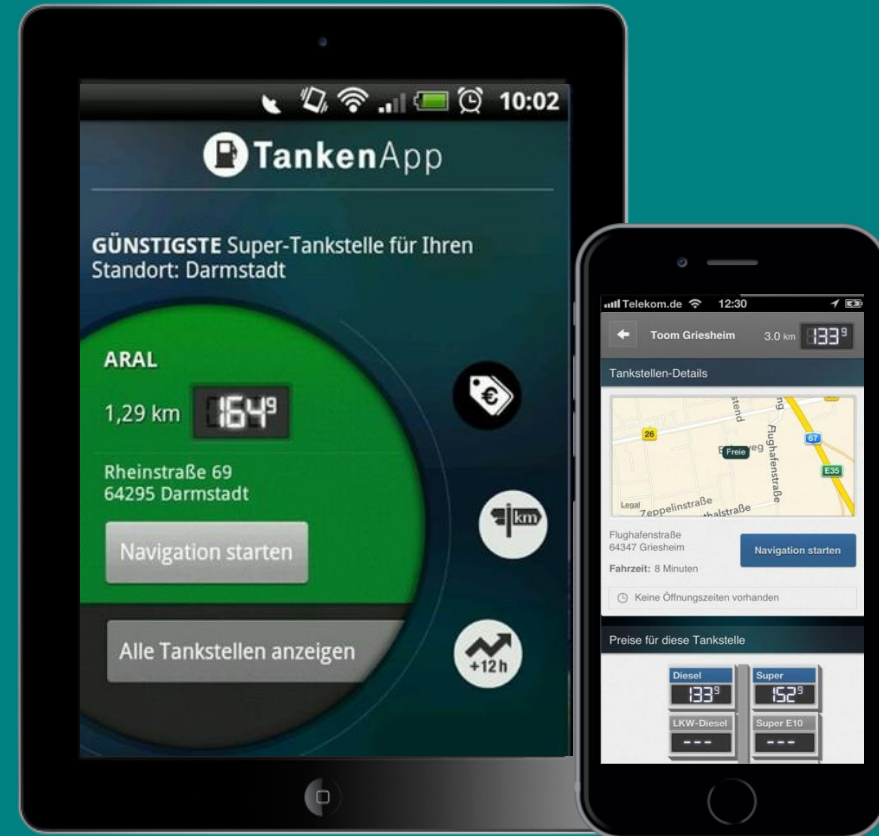 10:02
TankenApp
GÜNSTIGSTE Super-Tankstelle für Ihren
Standort: Darmstadt
ARAL
1,29 km 164⁹
€
Rheinstraße 69
64295 Darmstadt
km
Navigation starten
Alle Tankstellen anzeigen
+12h
Telekom.de 12:30
Toom Griesheim 3.0 km 133⁹
Tankstellen-Details
26
Freie
67
Flughafenstraße
E35
Legal
Zeppelinstraße
Flughafenstraße
64347 Griesheim
Navigation starten
Fahrzeit: 8 Minuten
Keine Öffnungszeiten vorhanden
Preise für diese Tankstelle
Diesel Super
133⁹ 152⁹
LKW-Diesel Super E10
--- ---